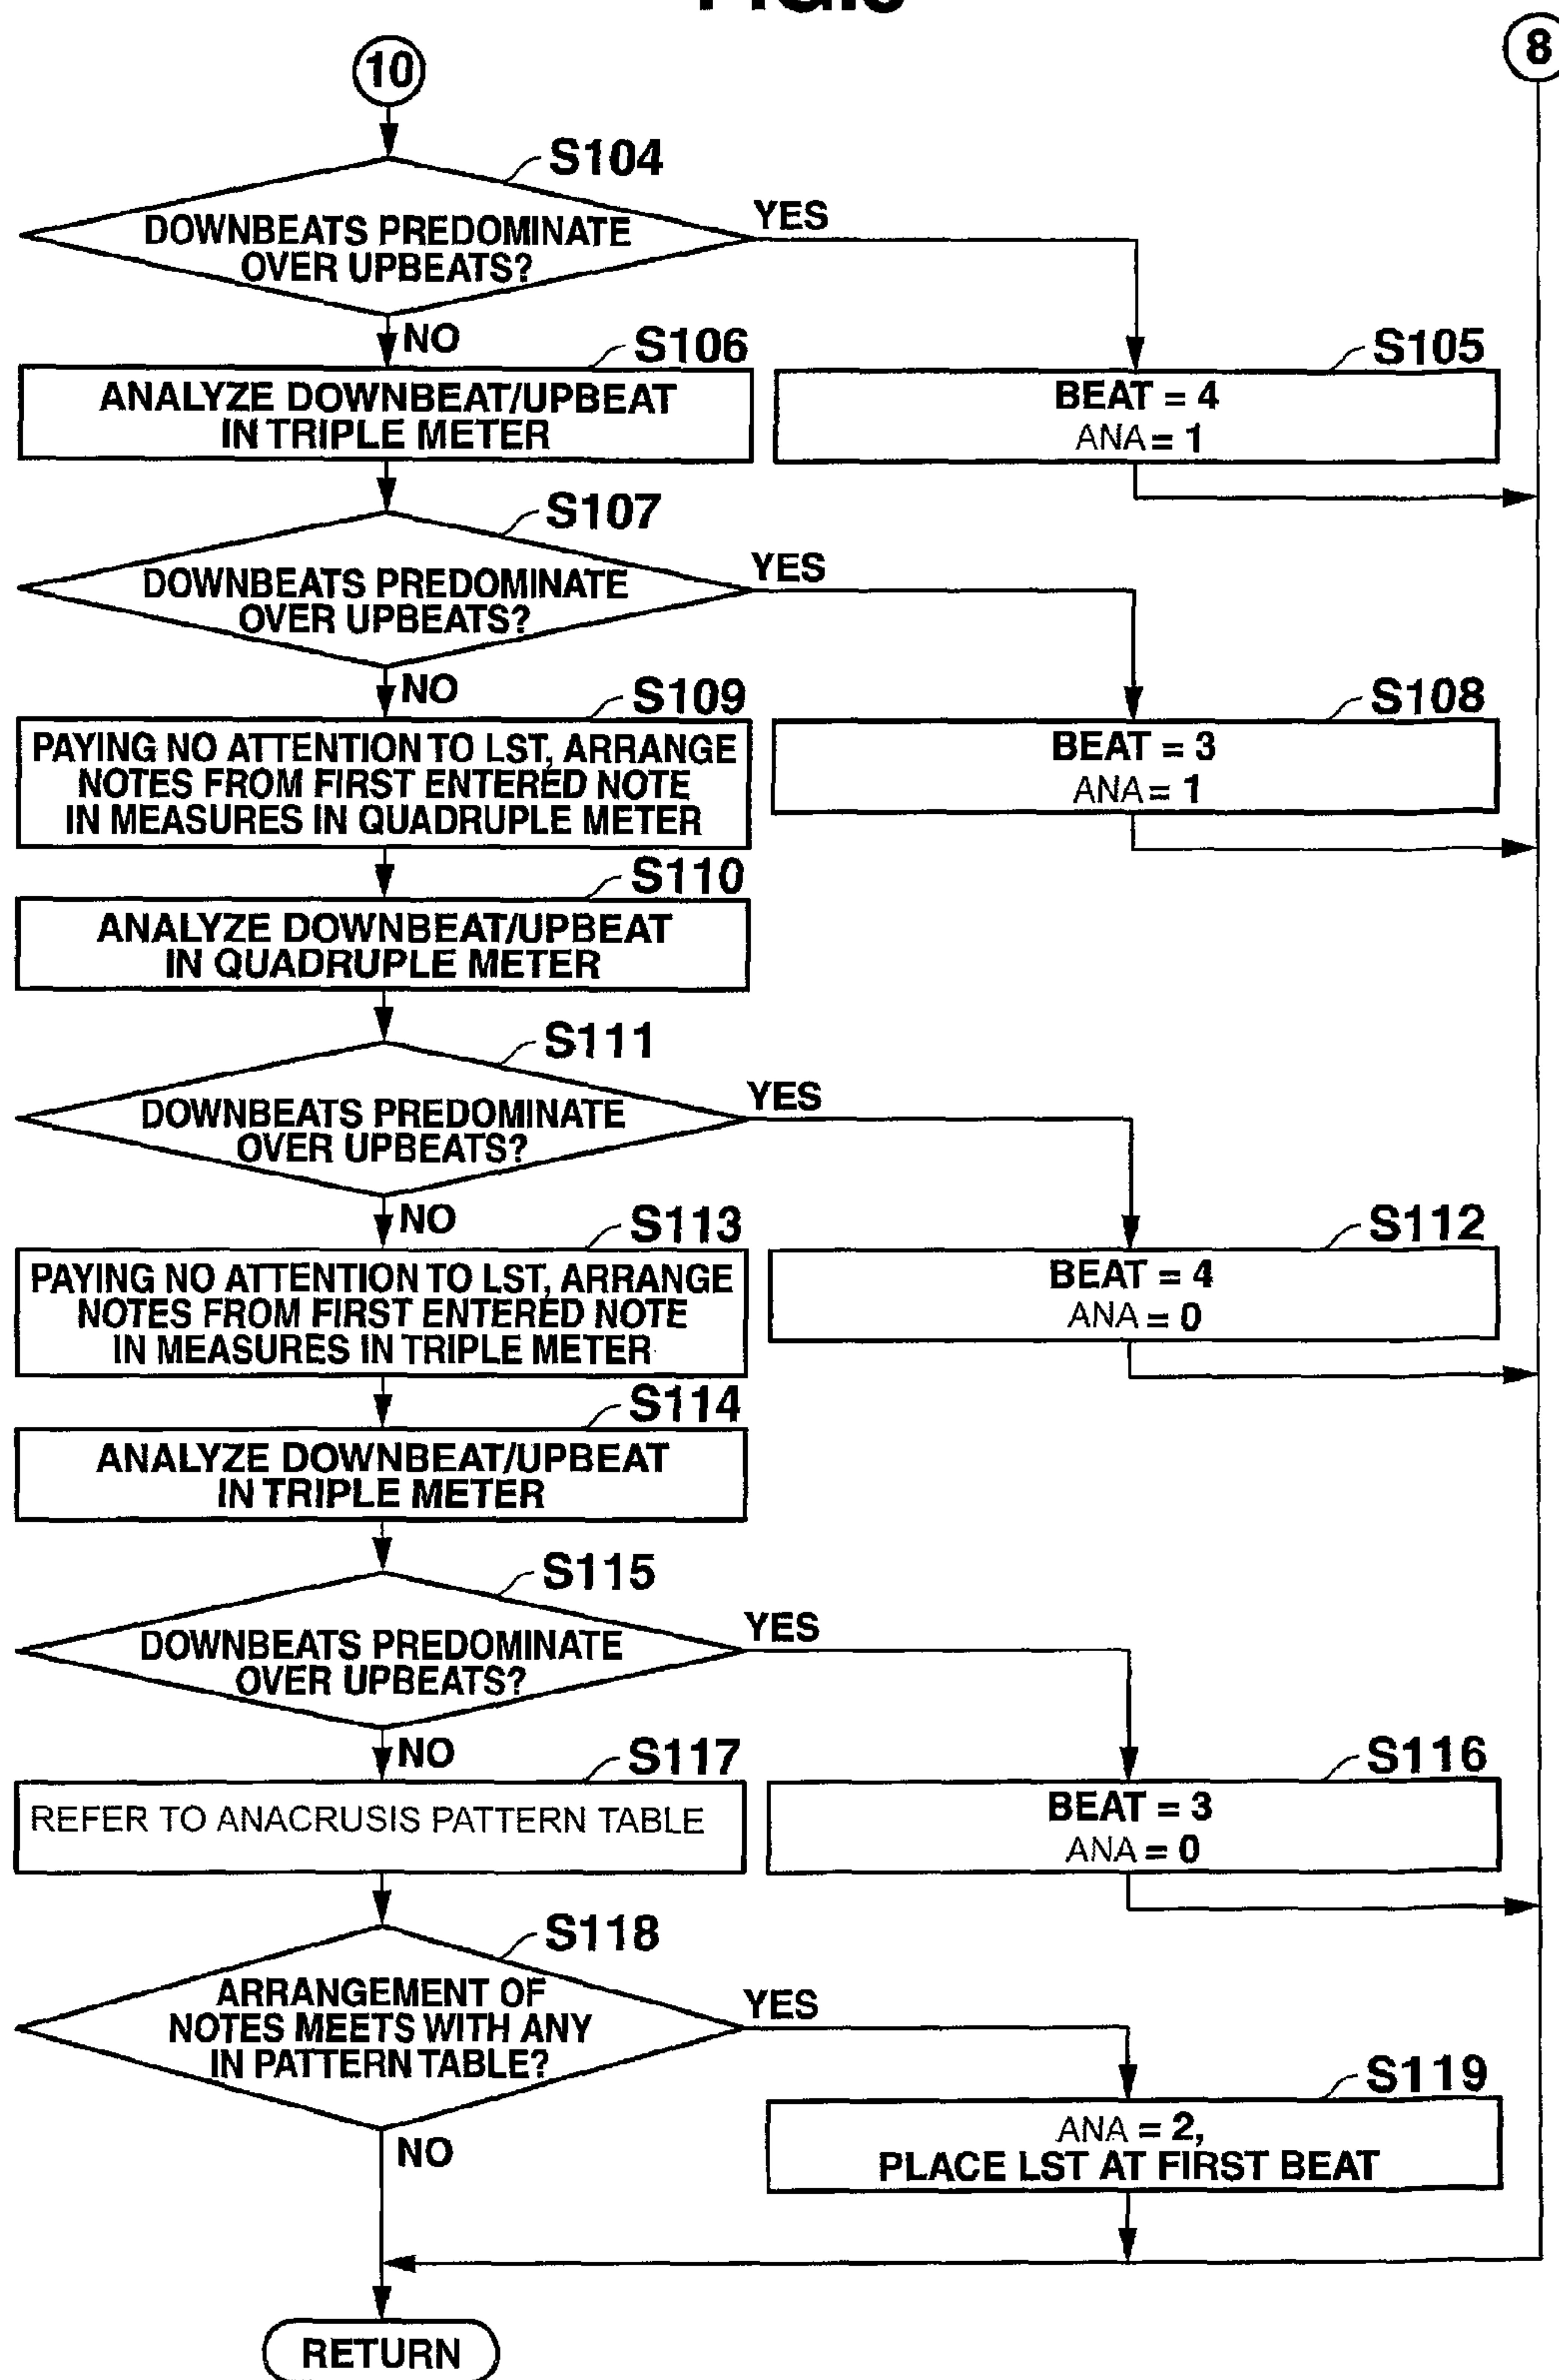 10
8
S104
DOWNBEATS PREDOMINATE
OVER UPBEATS?
YES
NO
S106
ANALYZE DOWNBEAT/UPBEAT
IN TRIPLE METER
S105
BEAT = 4
ANA = 1
S107
DOWNBEATS PREDOMINATE
OVER UPBEATS?
YES
NO
S109
PAYING NO ATTENTION TO LST, ARRANGE
NOTES FROM FIRST ENTERED NOTE
IN MEASURES IN QUADRUPLE METER
S108
BEAT = 3
ANA = 1
S110
ANALYZE DOWNBEAT/UPBEAT
IN QUADRUPLE METER
S111
DOWNBEATS PREDOMINATE
OVER UPBEATS?
YES
NO
S113
PAYING NO ATTENTION TO LST, ARRANGE
NOTES FROM FIRST ENTERED NOTE
IN MEASURES IN TRIPLE METER
S112
BEAT = 4
ANA = 0
S114
ANALYZE DOWNBEAT/UPBEAT
IN TRIPLE METER
S115
DOWNBEATS PREDOMINATE
OVER UPBEATS?
YES
NO
S117
REFER TO ANACRUSIS PATTERN TABLE
S116
BEAT = 3
ANA = 0
S118
ARRANGEMENT OF
NOTES MEETS WITH ANY
IN PATTERN TABLE?
YES
NO
S119
ANA = 2,
PLACE LST AT FIRST BEAT
RETURN